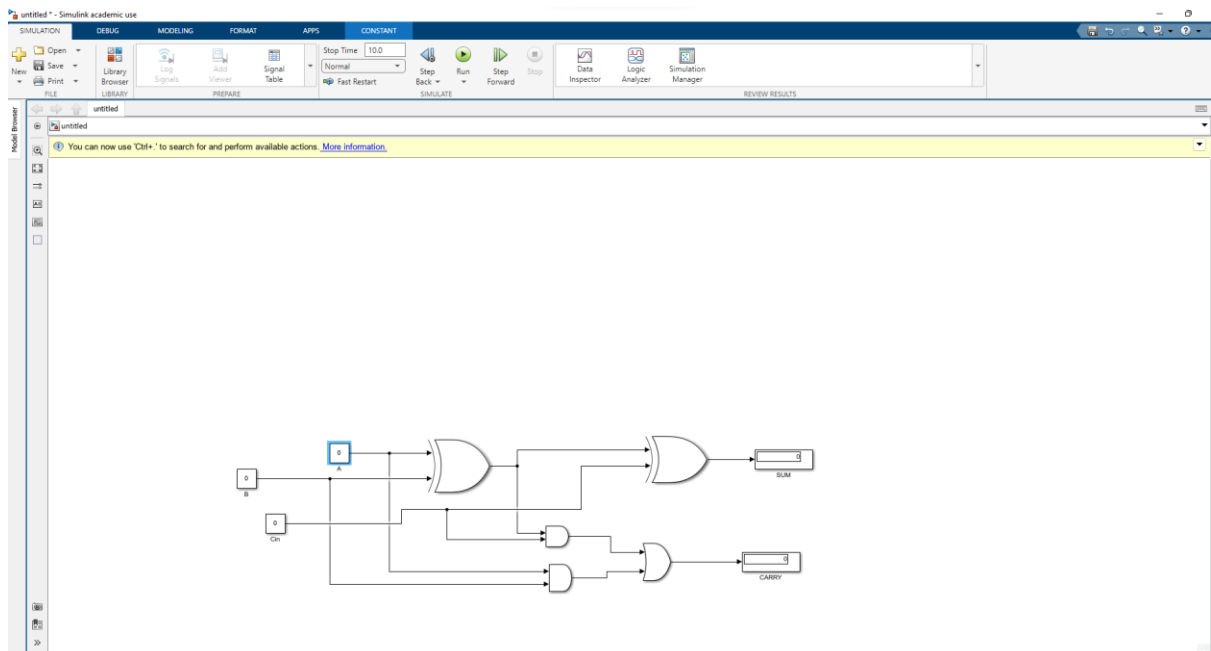 untitled * - Simulink academic use
SIMULATION DEBUG MODELING FORMAT APPS CONSTANT
New
Open
Save
Print
FILE
Library Browser
LIBRARY
Log Signals
Add Viewer
Signal Table
PREPARE
Stop Time 10.0
Normal
Fast Restart
Step Back
Run
Step Forward
Stop
SIMULATE
Data Inspector
Logic Analyzer
Simulation Manager
REVIEW RESULTS
Model Browser
untitled
untitled
You can now use 'Ctrl+.' to search for and perform available actions. More information.
0
A
0
B
0
Cin
0
SUM
0
CARRY